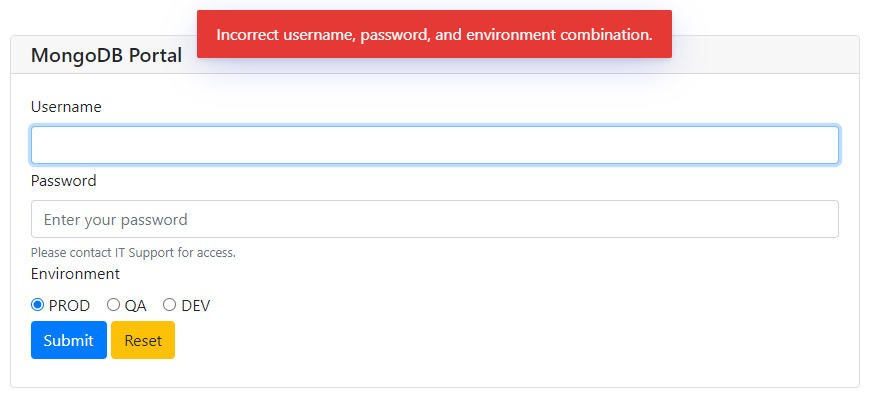 Incorrect username, password, and environment combination.
MongoDB Portal
Username
Password
Enter your password
Please contact IT Support for access.
Environment
PROD QA DEV
Submit Reset